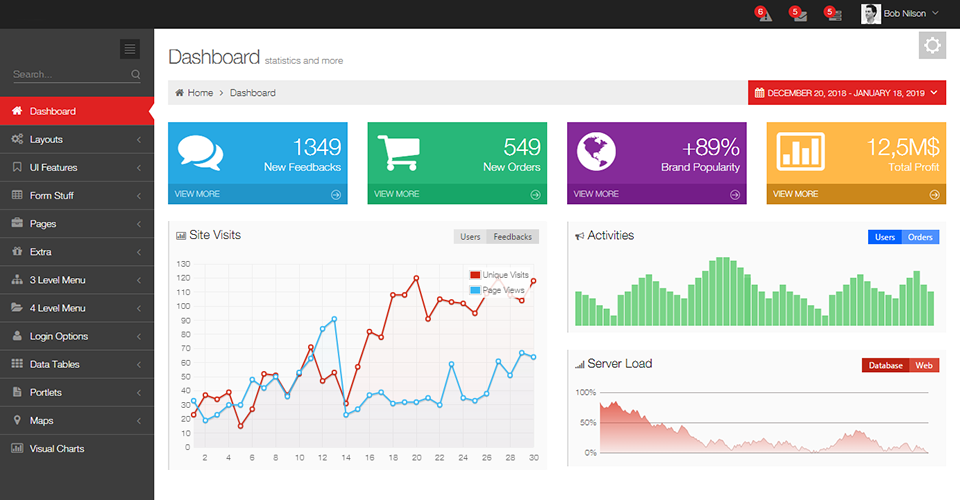 6 5 5 Bob Nilson
Search...
Dashboard
Layouts
UI Features
Form Stuff
Pages
Extra
3 Level Menu
4 Level Menu
Login Options
Data Tables
Portlets
Maps
Visual Charts
Dashboard statistics and more
Home > Dashboard
DECEMBER 20, 2018 - JANUARY 18, 2019
1349
New Feedbacks
VIEW MORE
549
New Orders
VIEW MORE
+89%
Brand Popularity
VIEW MORE
12,5M$
Total Profit
VIEW MORE
Site Visits
Users Feedbacks
Unique Visits
Page Views
130
120
110
100
90
80
70
60
50
40
30
20
10
0
2 4 6 8 10 12 14 16 18 20 22 24 26 28 30
Activities
Users Orders
Server Load
Database Web
100%
50%
0%